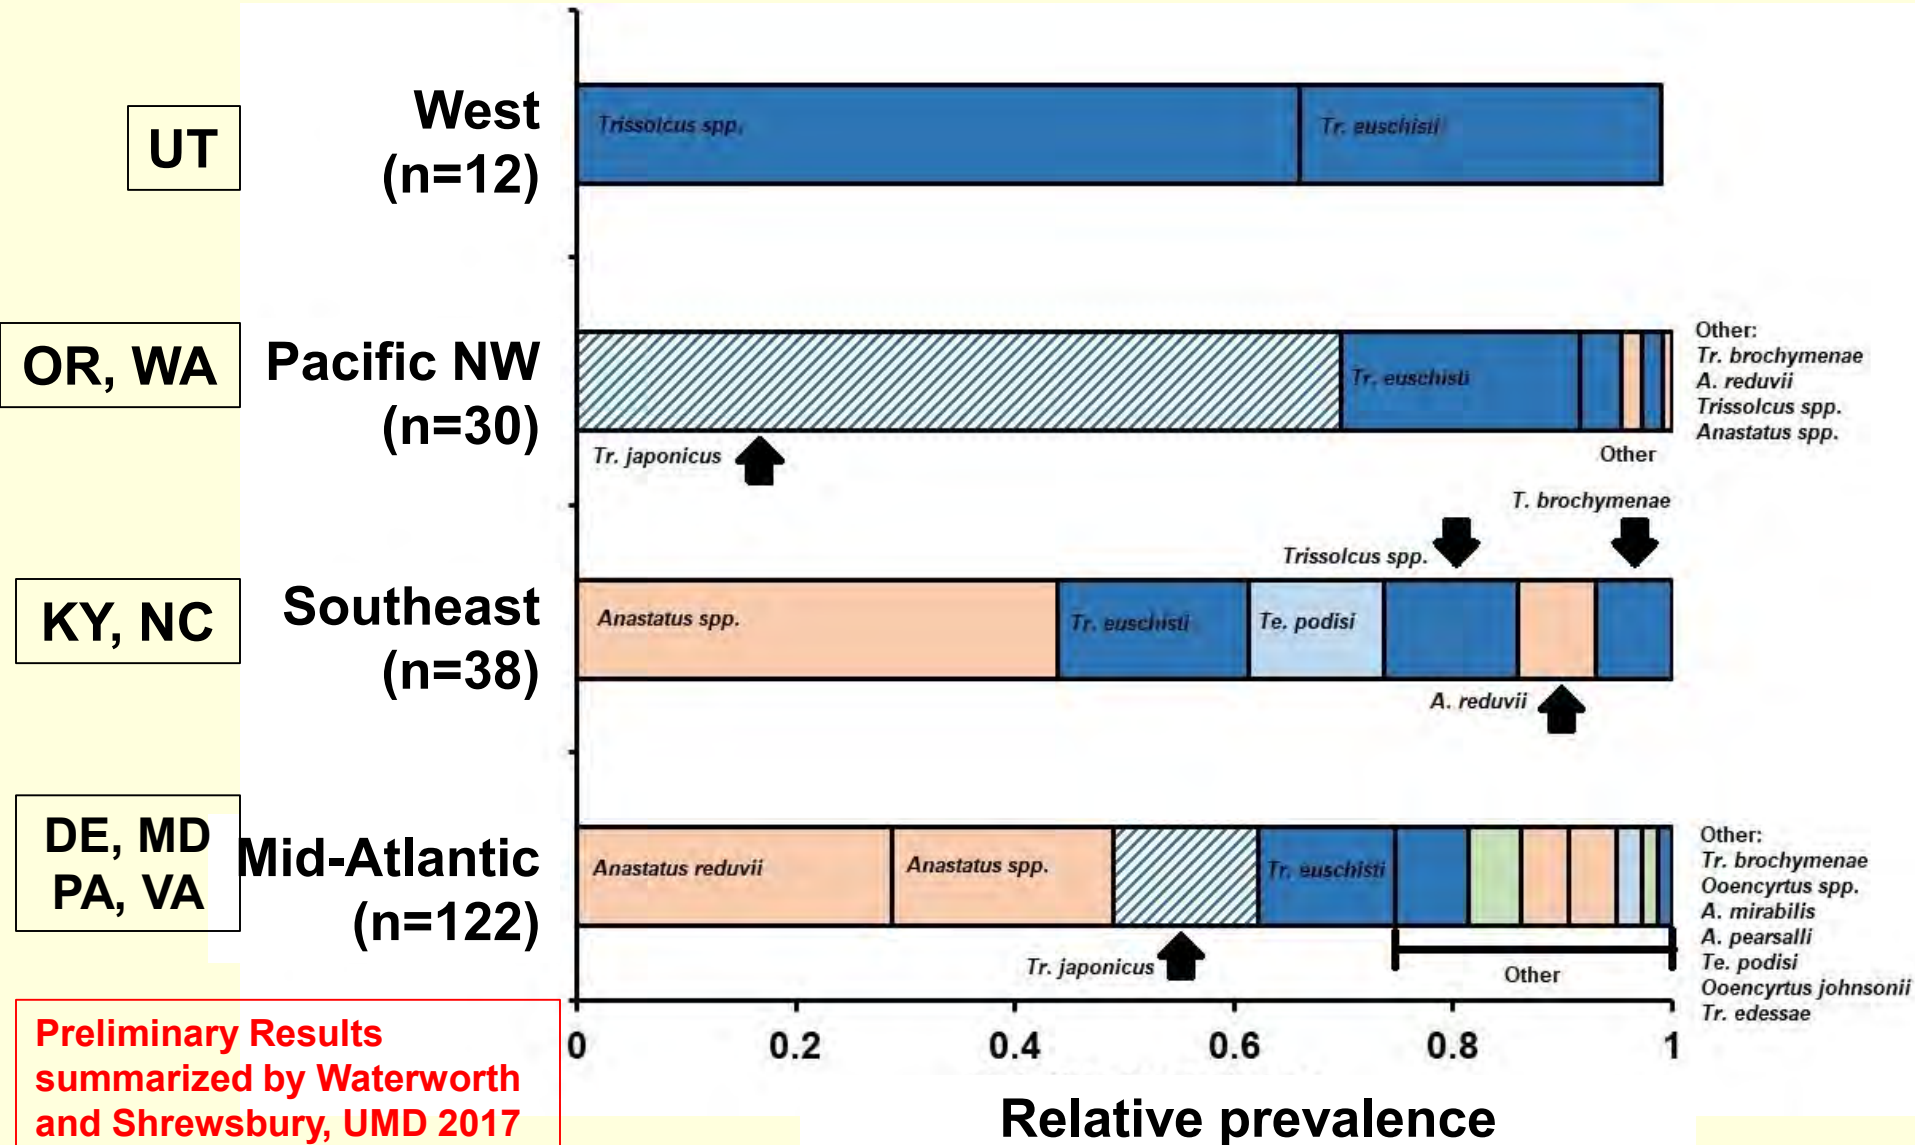 UT
West
(n=12)
Trissolcus spp.
Tr. euschisti
OR, WA
Pacific NW
(n=30)
Tr. euschisti
Tr. japonicus
Other
Other:
Tr. brochymenae
A. reduvii
Trissolcus spp.
Anastatus spp.
T. brochymenae
Trissolcus spp.
KY, NC
Southeast
(n=38)
Anastatus spp.
Tr. euschisti
Te. podisi
A. reduvii
DE, MD
PA, VA
Mid-Atlantic
(n=122)
Anastatus reduvii
Anastatus spp.
Tr. euschisti
Tr. japonicus
Other
Other:
Tr. brochymenae
Ooencyrtus spp.
A. mirabilis
A. pearsalli
Te. podisi
Ooencyrtus johnsonii
Tr. edessae
0 0.2 0.4 0.6 0.8 1
Relative prevalence
Preliminary Results
summarized by Waterworth
and Shrewsbury, UMD 2017